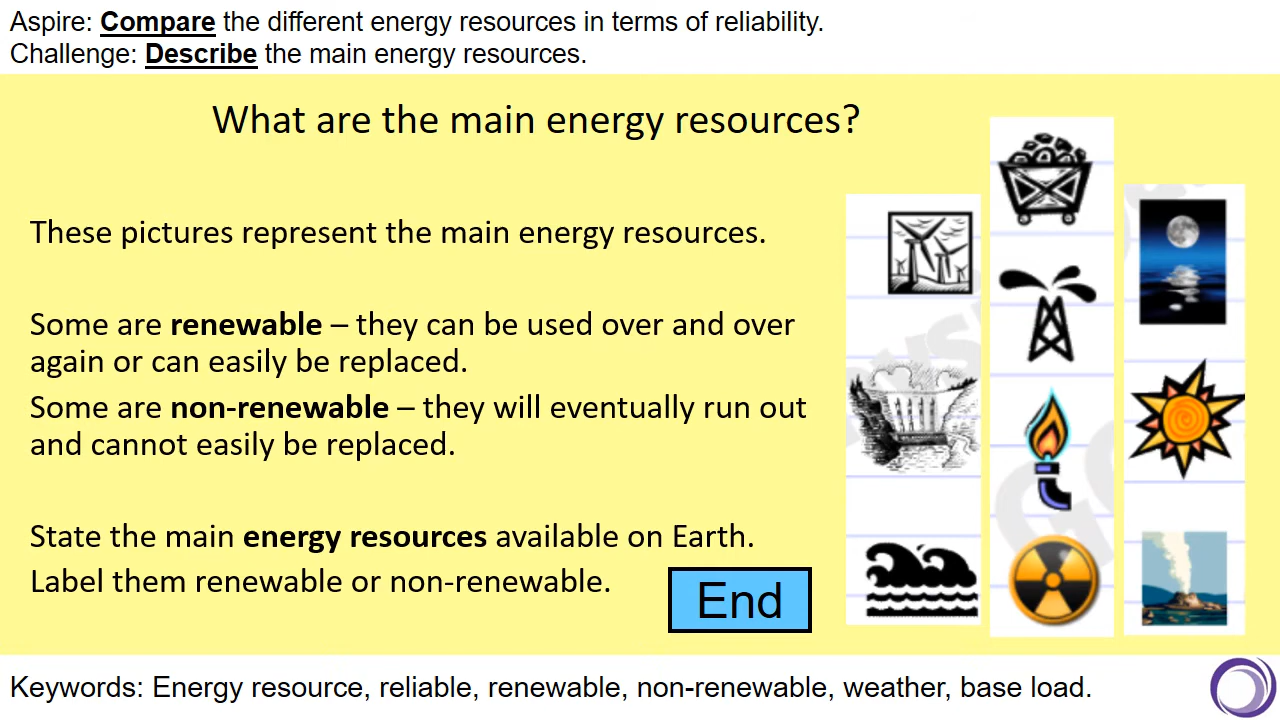 Aspire: Compare the different energy resources in terms of reliability.
Challenge: Describe the main energy resources.
What are the main energy resources?
These pictures represent the main energy resources.
Some are renewable – they can be used over and over
again or can easily be replaced.
Some are non-renewable – they will eventually run out
and cannot easily be replaced.
State the main energy resources available on Earth.
Label them renewable or non-renewable.
End
Keywords: Energy resource, reliable, renewable, non-renewable, weather, base load.